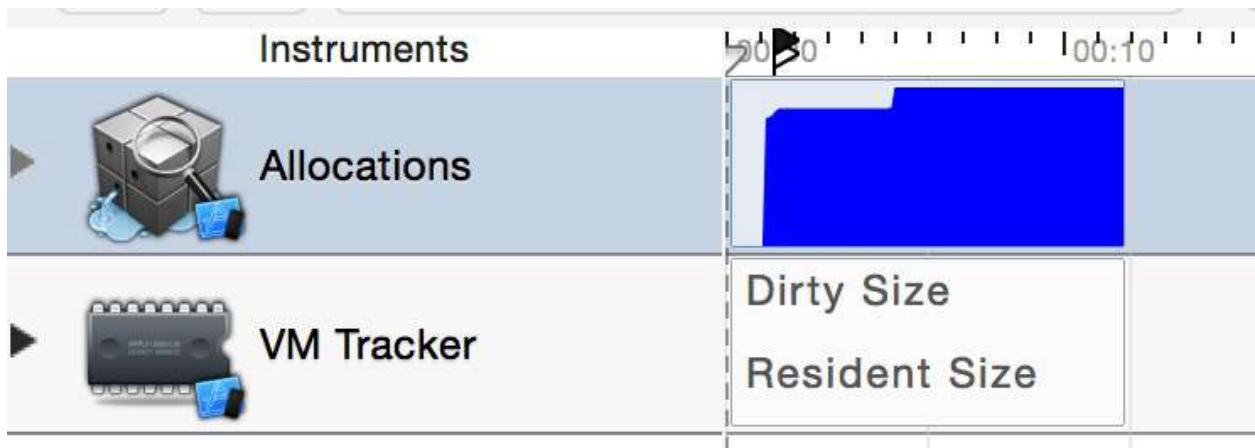 Instruments
00:10
Allocations
VM Tracker
Dirty Size
Resident Size